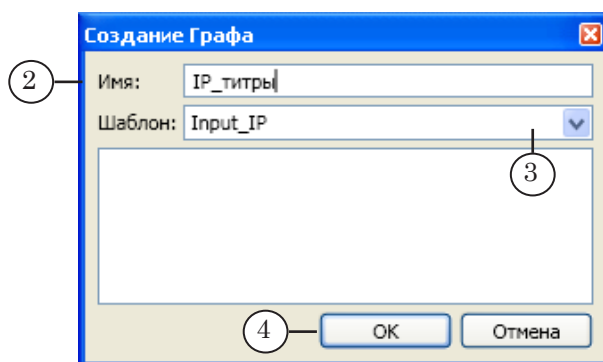 Создание Графа
2 Имя: IP_титры
Шаблон: Input_IP
3
4 OK Отмена